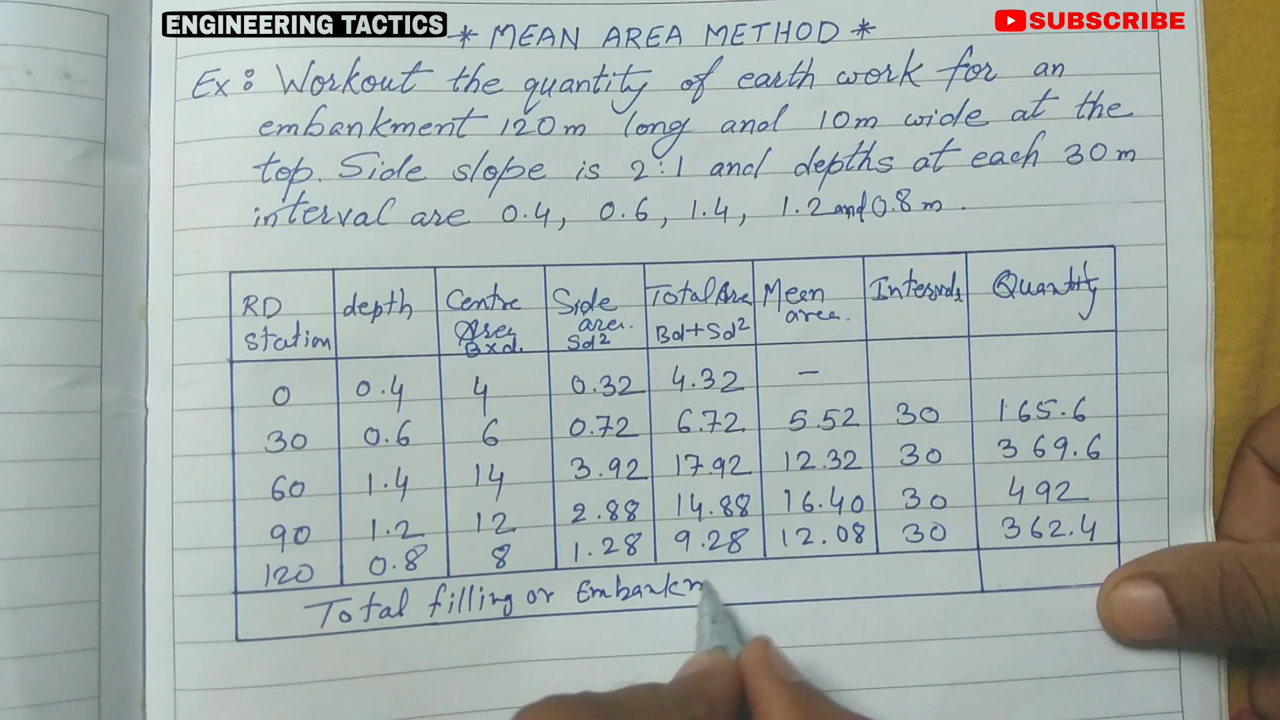 ENGINEERING TACTICS
SUBSCRIBE
* MEAN AREA METHOD *
Ex: Workout the quantity of earth work for an
embankment 120m long and 10m wide at the
top. Side slope is 2:1 and depths at each 30m
interval are 0.4, 0.6, 1.4, 1.2 and 0.8m.
RD Station depth Centre Area Bxd. Side area. Sd² Total Are Bd+Sd² Mean area. Quantity
0 0.4 4 0.32 4.32 —
30 0.6 6 0.72 6.72 5.52 30 165.6
60 1.4 14 3.92 17.92 12.32 30 369.6
90 1.2 12 2.88 14.88 16.40 30 492
120 0.8 8 1.28 9.28 12.08 30 362.4
Total filling or Embankm